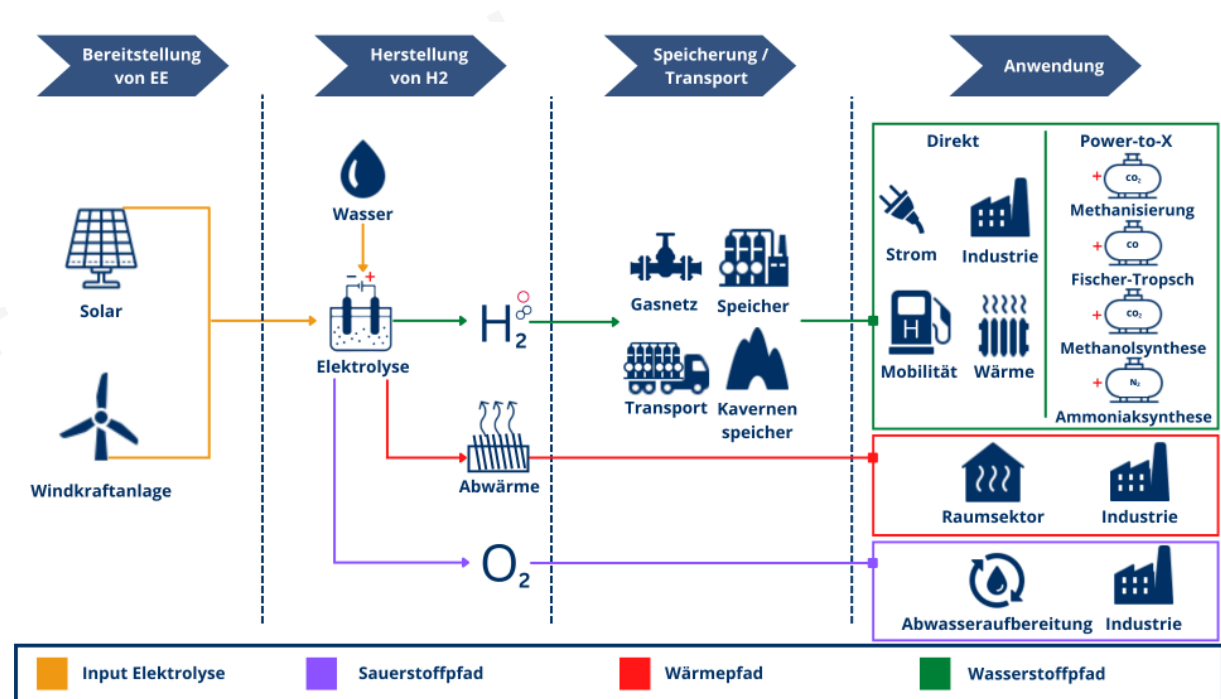 Bereitstellung
von EE
Herstellung
von H2
Speicherung /
Transport
Anwendung
Solar
Windkraftanlage
Wasser
− +
Elektrolyse
H₂
Abwärme
O₂
Gasnetz
Speicher
Transport
Kavernen
speicher
Direkt
Strom
Industrie
H
Mobilität
Wärme
Power-to-X
+ CO₂
Methanisierung
+ CO
Fischer-Tropsch
+ CO₂
Methanolsynthese
+ N₂
Ammoniaksynthese
Raumsektor
Industrie
Abwasseraufbereitung
Industrie
Input Elektrolyse
Sauerstoffpfad
Wärmepfad
Wasserstoffpfad